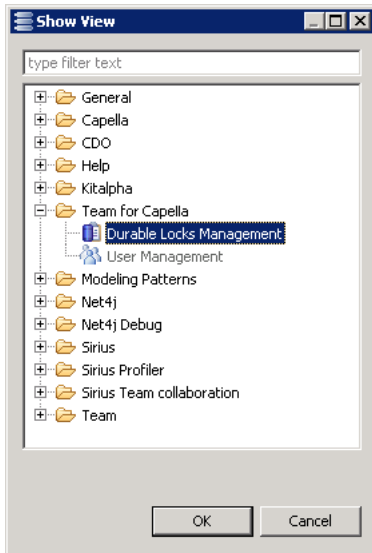 Show View
type filter text
General
Capella
CDO
Help
Kitalpha
Team for Capella
Durable Locks Management
User Management
Modeling Patterns
Net4j
Net4j Debug
Sirius
Sirius Profiler
Sirius Team collaboration
Team
OK Cancel